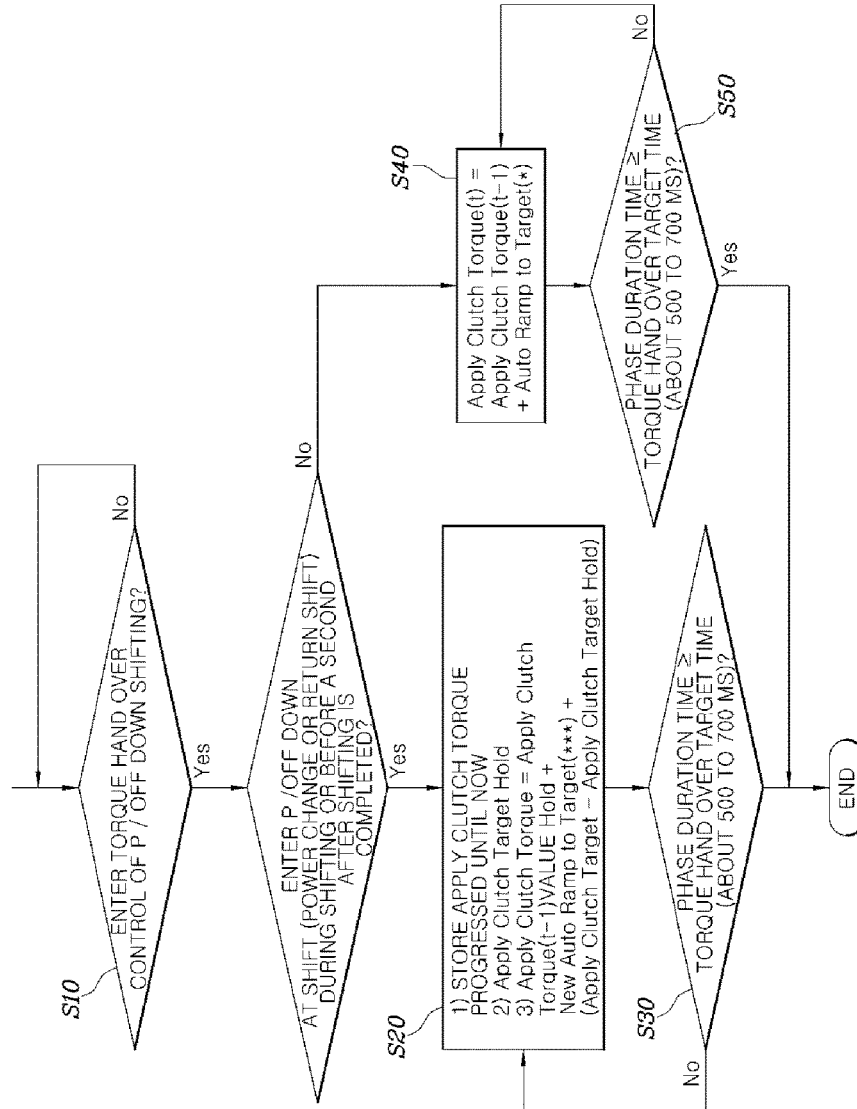 S10
ENTER TORQUE HAND OVER
CONTROL OF P / OFF DOWN SHIFTING?
No
Yes
ENTER P /OFF DOWN
AT SHIFT (POWER CHANGE OR RETURN SHIFT)
DURING SHIFTING OR BEFORE A SECOND
AFTER SHIFTING IS
COMPLETED?
No
Yes
S20
1) STORE APPLY CLUTCH TORQUE
PROGRESSED UNTIL NOW
2) Apply Clutch Target Hold
3) Apply Clutch Torque = Apply Clutch
Torque(t-1)VALUE Hold +
New Auto Ramp to Target(***) +
(Apply Clutch Target - Apply Clutch Target Hold)
S40
Apply Clutch Torque(t) =
Apply Clutch Torque(t-1)
+ Auto Ramp to Target(*)
S30
PHASE DURATION TIME ≥
TORQUE HAND OVER TARGET TIME
(ABOUT 500 TO 700 MS)?
No
Yes
S50
PHASE DURATION TIME ≥
TORQUE HAND OVER TARGET TIME
(ABOUT 500 TO 700 MS)?
No
Yes
END